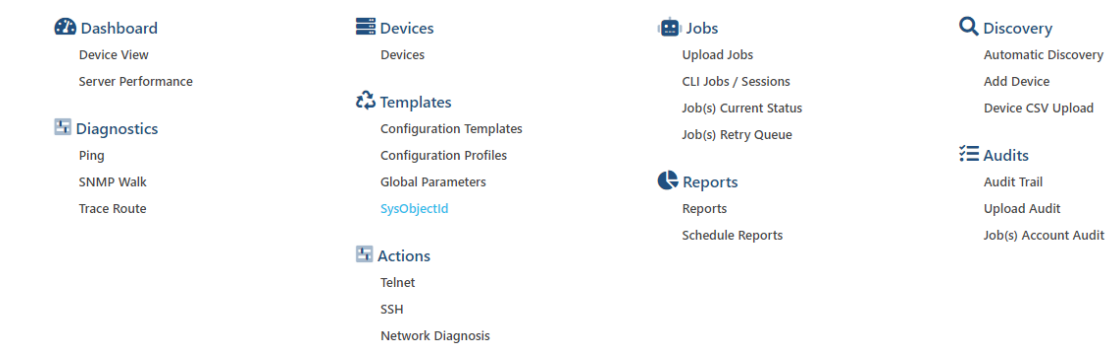 Dashboard
Device View
Server Performance
Diagnostics
Ping
SNMP Walk
Trace Route
Devices
Devices
Templates
Configuration Templates
Configuration Profiles
Global Parameters
SysObjectId
Actions
Telnet
SSH
Network Diagnosis
Jobs
Upload Jobs
CLI Jobs / Sessions
Job(s) Current Status
Job(s) Retry Queue
Reports
Reports
Schedule Reports
Discovery
Automatic Discovery
Add Device
Device CSV Upload
Audits
Audit Trail
Upload Audit
Job(s) Account Audit